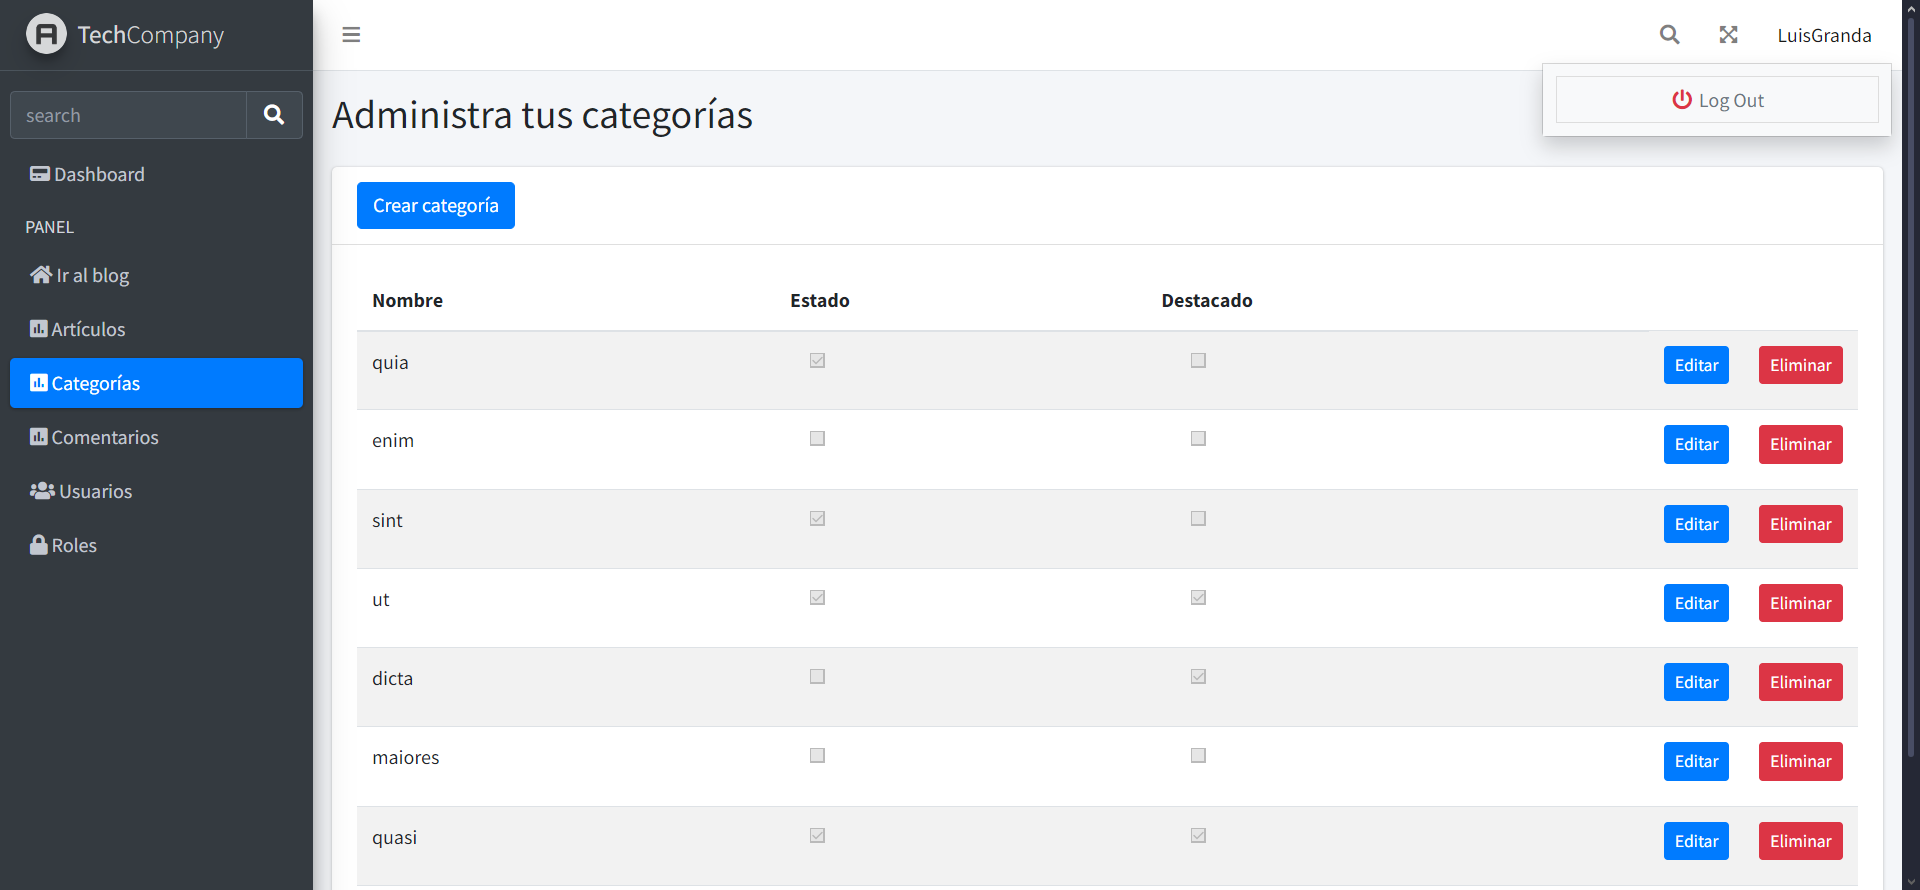 TechCompany
LuisGranda
search
Log Out
Dashboard
PANEL
Ir al blog
Artículos
Categorías
Comentarios
Usuarios
Roles
Administra tus categorías
Crear categoría
Nombre Estado Destacado
quia Editar Eliminar
enim Editar Eliminar
sint Editar Eliminar
ut Editar Eliminar
dicta Editar Eliminar
maiores Editar Eliminar
quasi Editar Eliminar